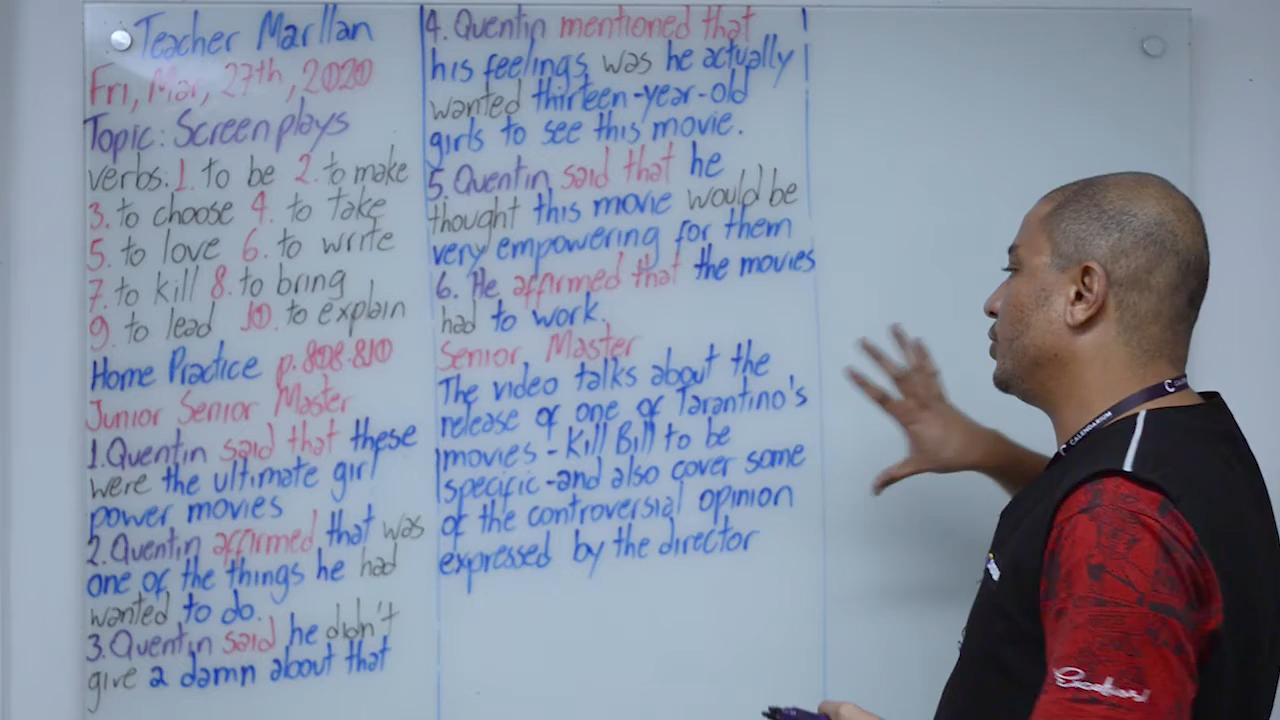 Teacher Marllan
Fri, Mar, 27th, 2020
Topic: Screenplays
verbs: 1. to be 2. to make
3. to choose 4. to take
5. to love 6. to write
7. to kill 8. to bring
9. to lead 10. to explain
Home Practice p. 808-810
Junior Senior Master
1. Quentin said that these
were the ultimate girl
power movies
2. Quentin affirmed that was
one of the things he had
wanted to do.
3. Quentin said he didn't
give a damn about that
4. Quentin mentioned that
his feelings was he actually
wanted thirteen-year-old
girls to see this movie.
5. Quentin said that he
thought this movie would be
very empowering for them
6. He affirmed that the movies
had to work.
Senior Master
The video talks about the
release of one of Tarantino's
movies - Kill Bill to be
specific - and also cover some
of the controversial opinion
expressed by the director
CALENDARIUM